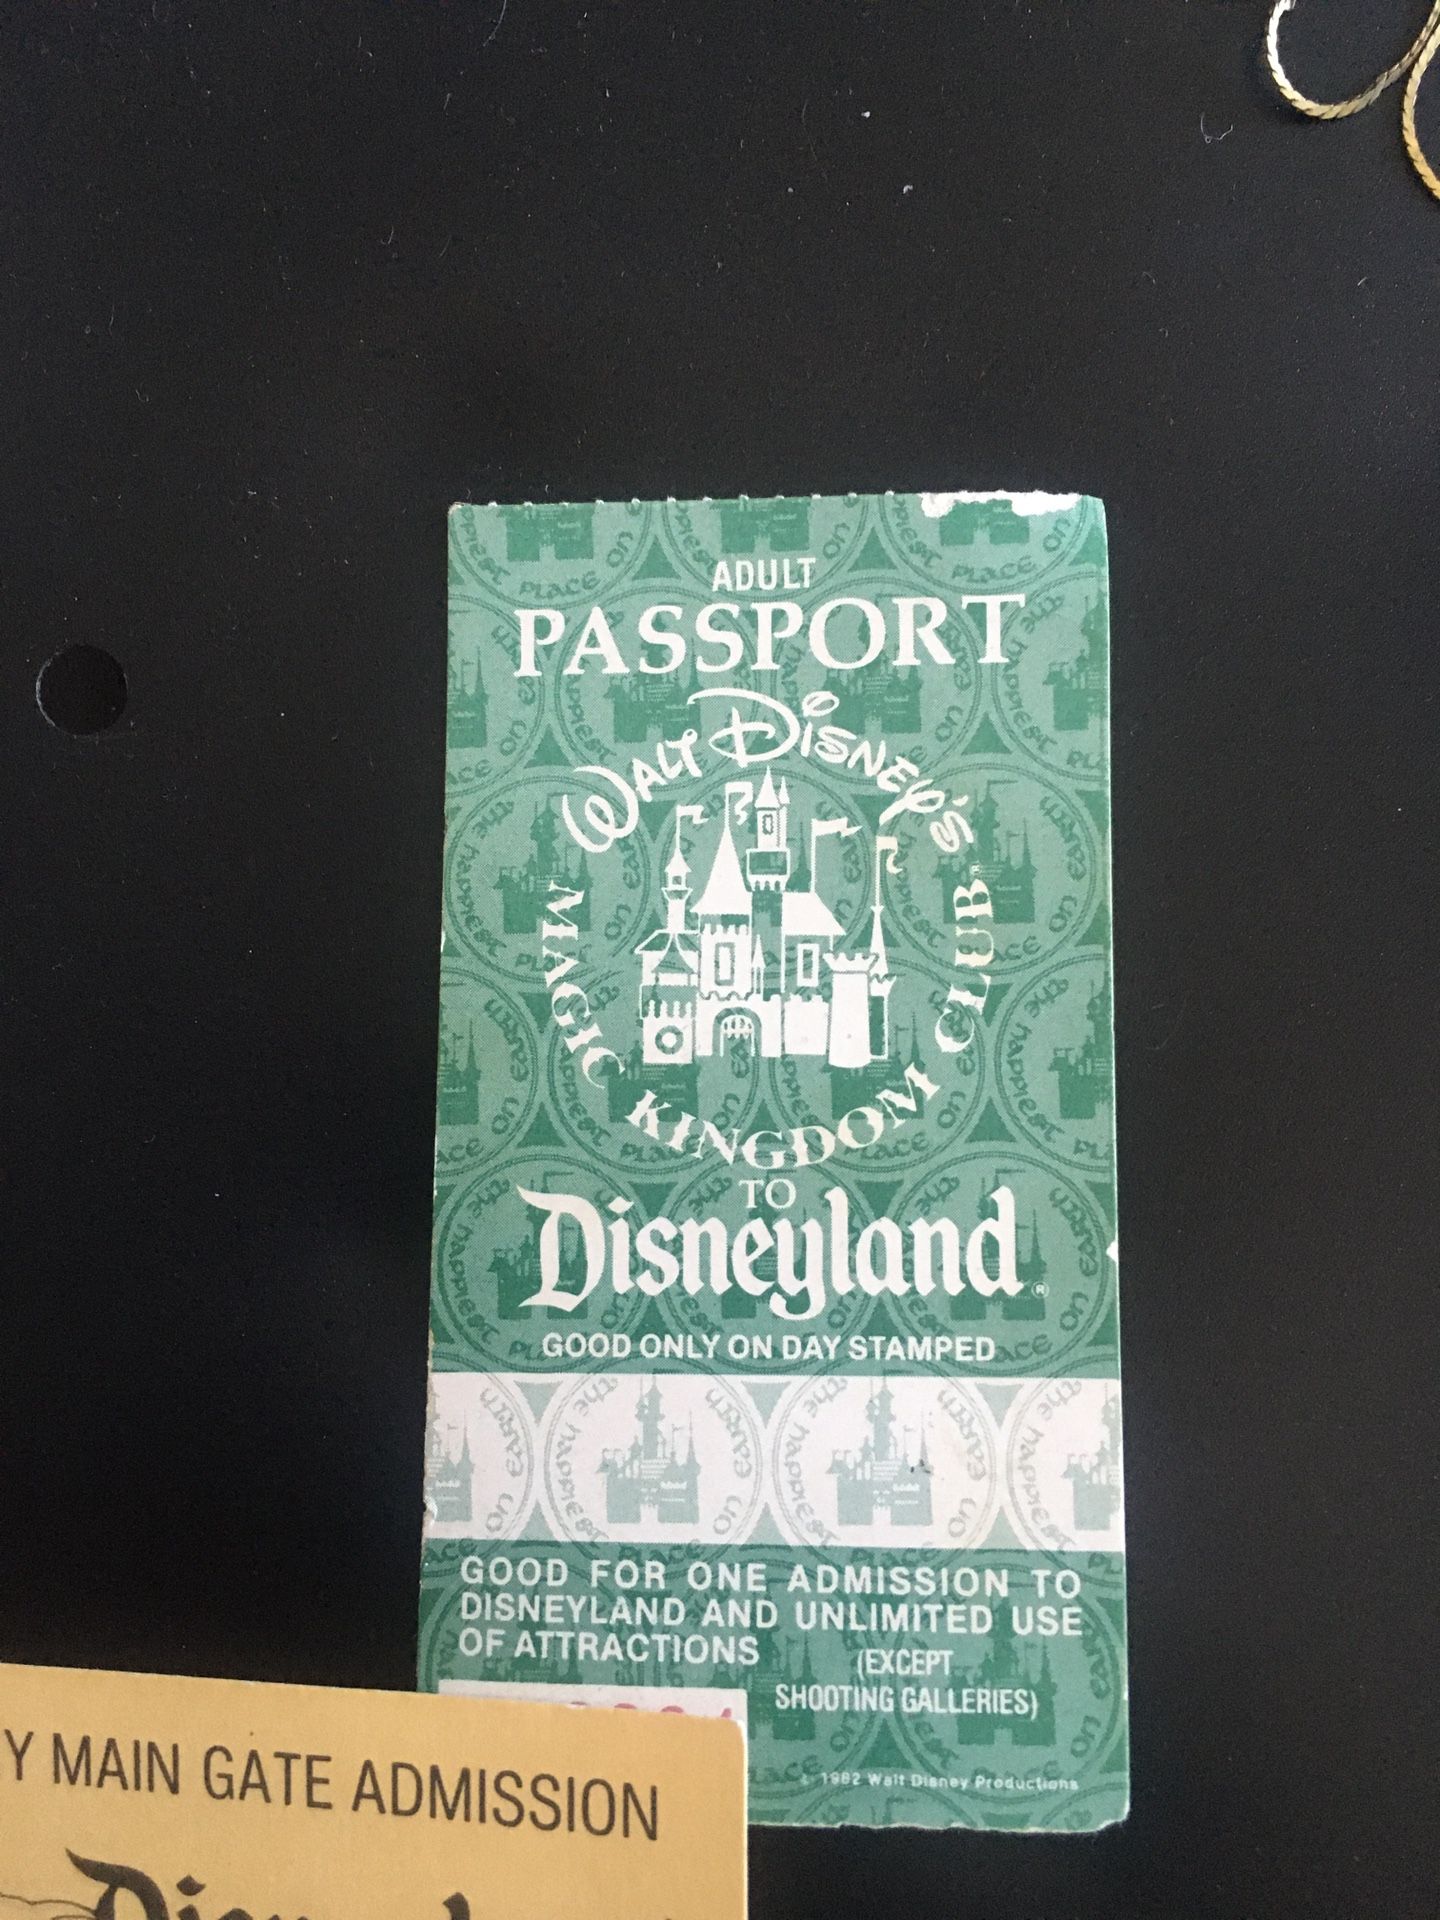 ADULT
PASSPORT
WALT DISNEY'S
MAGIC KINGDOM CLUB®
TO
Disneyland®
GOOD ONLY ON DAY STAMPED
GOOD FOR ONE ADMISSION TO
DISNEYLAND AND UNLIMITED USE
OF ATTRACTIONS (EXCEPT
SHOOTING GALLERIES)
© 1982 Walt Disney Productions
Y MAIN GATE ADMISSION